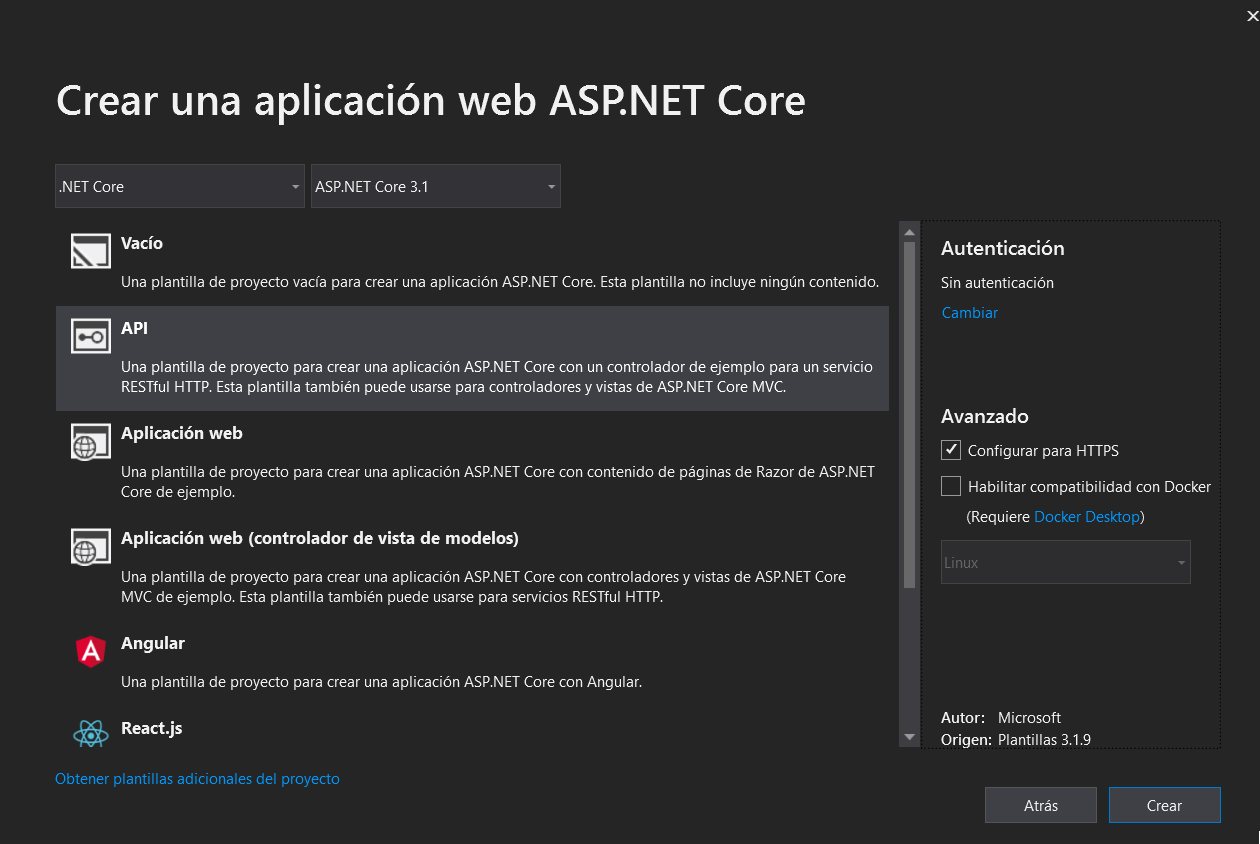 Crear una aplicación web ASP.NET Core
.NET Core
ASP.NET Core 3.1
Vacío
Una plantilla de proyecto vacía para crear una aplicación ASP.NET Core. Esta plantilla no incluye ningún contenido.
API
Una plantilla de proyecto para crear una aplicación ASP.NET Core con un controlador de ejemplo para un servicio
RESTful HTTP. Esta plantilla también puede usarse para controladores y vistas de ASP.NET Core MVC.
Aplicación web
Una plantilla de proyecto para crear una aplicación ASP.NET Core con contenido de páginas de Razor de ASP.NET
Core de ejemplo.
Aplicación web (controlador de vista de modelos)
Una plantilla de proyecto para crear una aplicación ASP.NET Core con controladores y vistas de ASP.NET Core
MVC de ejemplo. Esta plantilla también puede usarse para servicios RESTful HTTP.
Angular
Una plantilla de proyecto para crear una aplicación ASP.NET Core con Angular.
React.js
Obtener plantillas adicionales del proyecto
Autenticación
Sin autenticación
Cambiar
Avanzado
Configurar para HTTPS
Habilitar compatibilidad con Docker
(Requiere Docker Desktop)
Linux
Autor: Microsoft
Origen: Plantillas 3.1.9
Atrás
Crear